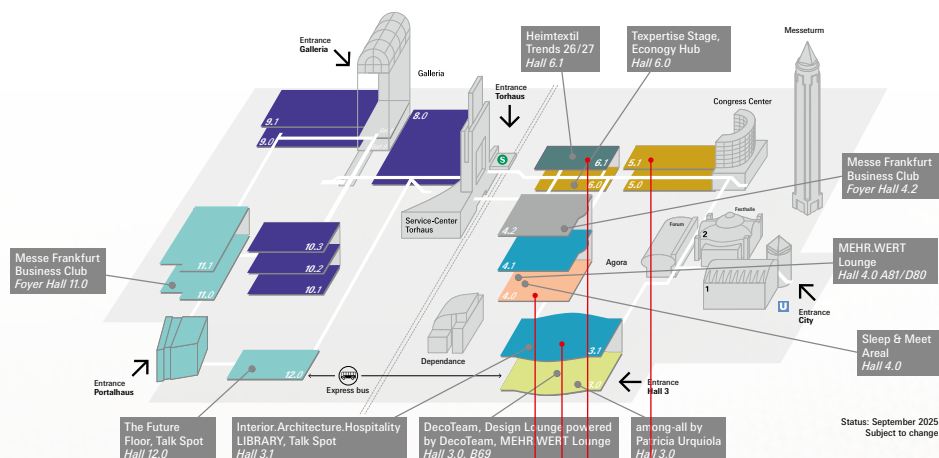 Messeturm
Entrance
Galleria
Galleria
Heimtextil
Trends 26/27
Hall 6.1
Texpertise Stage,
Econogy Hub
Hall 6.0
Entrance
Torhaus
Congress Center
9.1
9.0
8.0
S
6.1
6.0
5.1
5.0
Messe Frankfurt
Business Club
Foyer Hall 4.2
Service-Center
Torhaus
4.2
Forum
Festhalle
2
10.3
10.2
10.1
11.1
11.0
Messe Frankfurt
Business Club
Foyer Hall 11.0
4.1
4.0
Agora
MEHR.WERT
Lounge
Hall 4.0 A81/D80
1
U
Entrance
City
Sleep & Meet
Areal
Hall 4.0
Dependance
3.1
3.0
Entrance
Portalhaus
12.0
Express bus
Entrance
Hall 3
The Future
Floor, Talk Spot
Hall 12.0
Interior.Architecture.Hospitality
LIBRARY, Talk Spot
Hall 3.1
DecoTeam, Design Lounge powered
by DecoTeam, MEHR.WERT Lounge
Hall 3.0, B69
among-all by
Patricia Urquiola
Hall 3.0
Status: September 2025
Subject to change